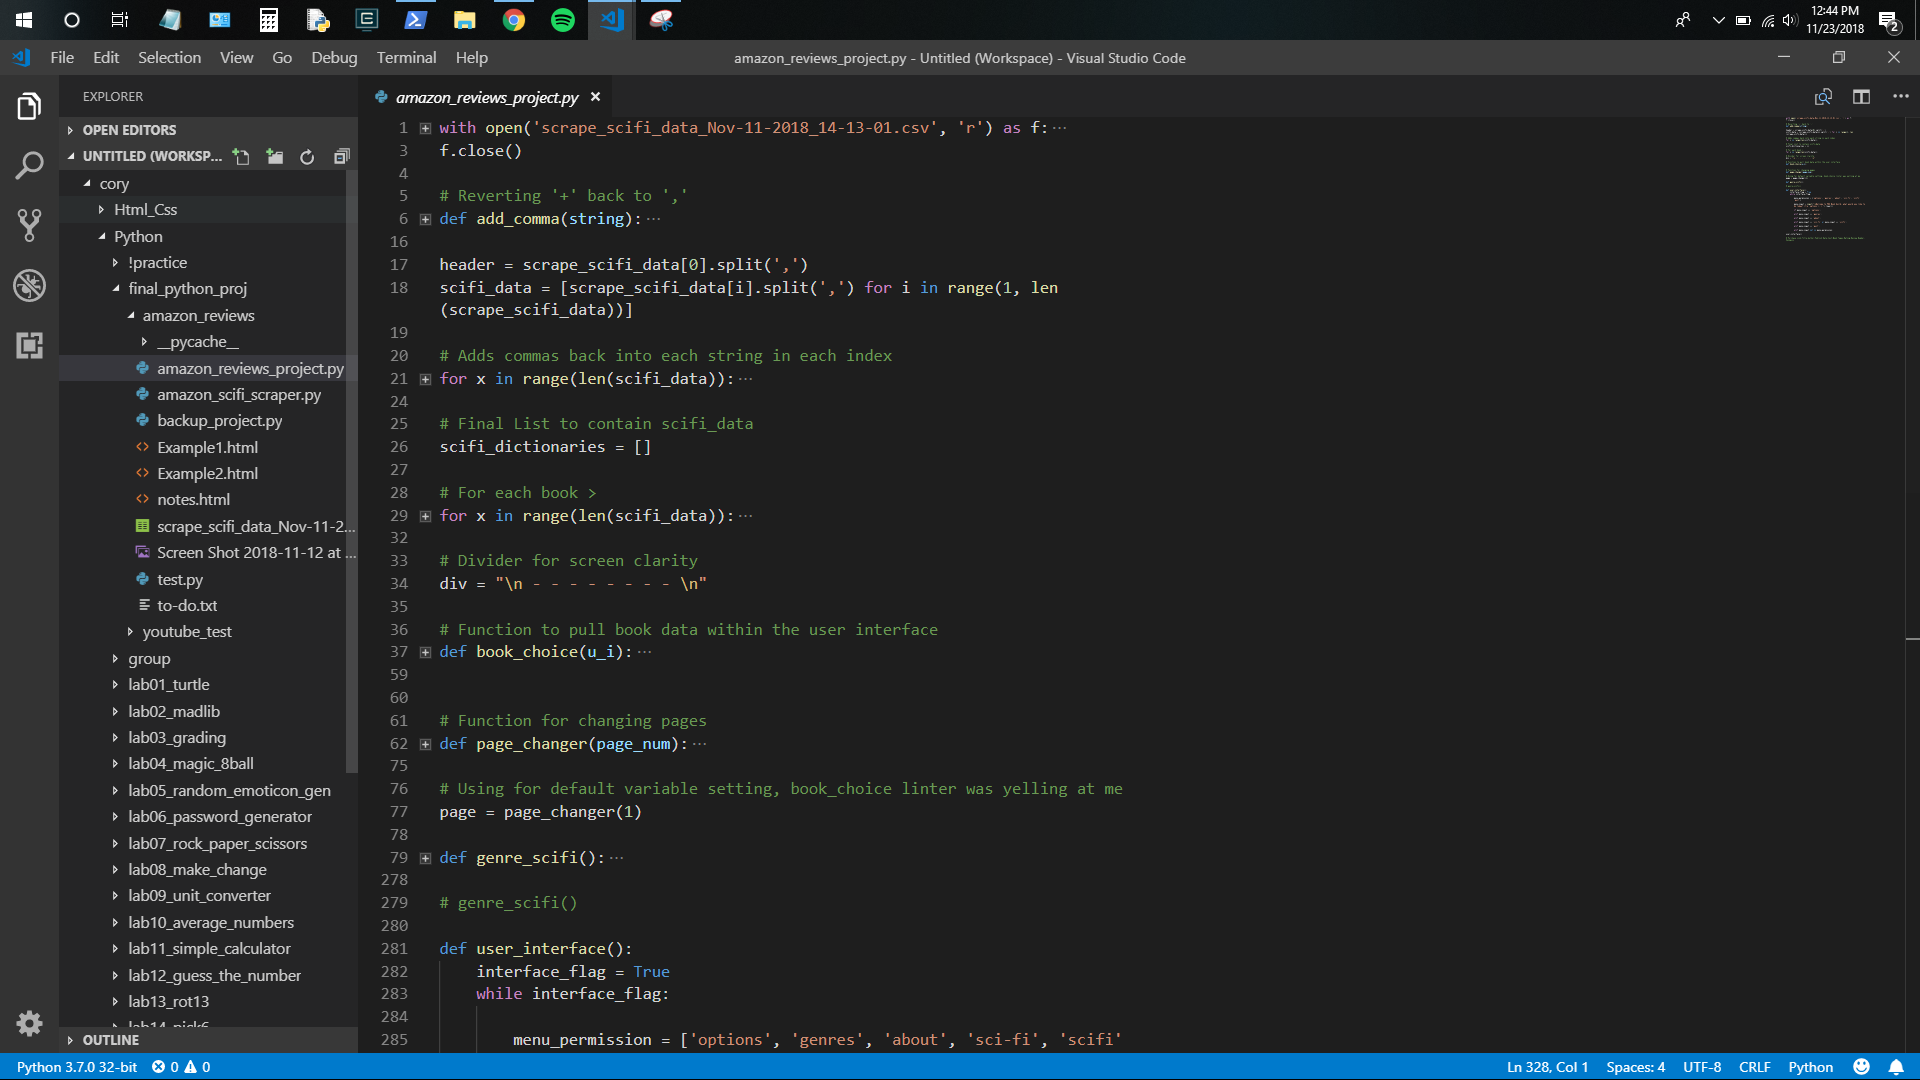 12:44 PM
11/23/2018
2
File Edit Selection View Go Debug Terminal Help
amazon_reviews_project.py - Untitled (Workspace) - Visual Studio Code
EXPLORER
OPEN EDITORS
UNTITLED (WORKSP...
cory
Html_Css
Python
!practice
final_python_proj
amazon_reviews
__pycache__
amazon_reviews_project.py
amazon_scifi_scraper.py
backup_project.py
Example1.html
Example2.html
notes.html
scrape_scifi_data_Nov-11-2...
Screen Shot 2018-11-12 at ...
test.py
to-do.txt
youtube_test
group
lab01_turtle
lab02_madlib
lab03_grading
lab04_magic_8ball
lab05_random_emoticon_gen
lab06_password_generator
lab07_rock_paper_scissors
lab08_make_change
lab09_unit_converter
lab10_average_numbers
lab11_simple_calculator
lab12_guess_the_number
lab13_rot13
lab14_pick6
OUTLINE
amazon_reviews_project.py
1 with open('scrape_scifi_data_Nov-11-2018_14-13-01.csv', 'r') as f:...
3 f.close()
4
5 # Reverting '+' back to ','
6 def add_comma(string):...
16
17 header = scrape_scifi_data[0].split(',')
18 scifi_data = [scrape_scifi_data[i].split(',') for i in range(1, len
(scrape_scifi_data))]
19
20 # Adds commas back into each string in each index
21 for x in range(len(scifi_data)):...
24
25 # Final List to contain scifi_data
26 scifi_dictionaries = []
27
28 # For each book >
29 for x in range(len(scifi_data)):...
32
33 # Divider for screen clarity
34 div = "\n - - - - - - - - \n"
35
36 # Function to pull book data within the user interface
37 def book_choice(u_i):...
59
60
61 # Function for changing pages
62 def page_changer(page_num):...
75
76 # Using for default variable setting, book_choice linter was yelling at me
77 page = page_changer(1)
78
79 def genre_scifi():...
278
279 # genre_scifi()
280
281 def user_interface():
282 interface_flag = True
283 while interface_flag:
284
285 menu_permission = ['options', 'genres', 'about', 'sci-fi', 'scifi'
Python 3.7.0 32-bit 0 0
Ln 328, Col 1 Spaces: 4 UTF-8 CRLF Python